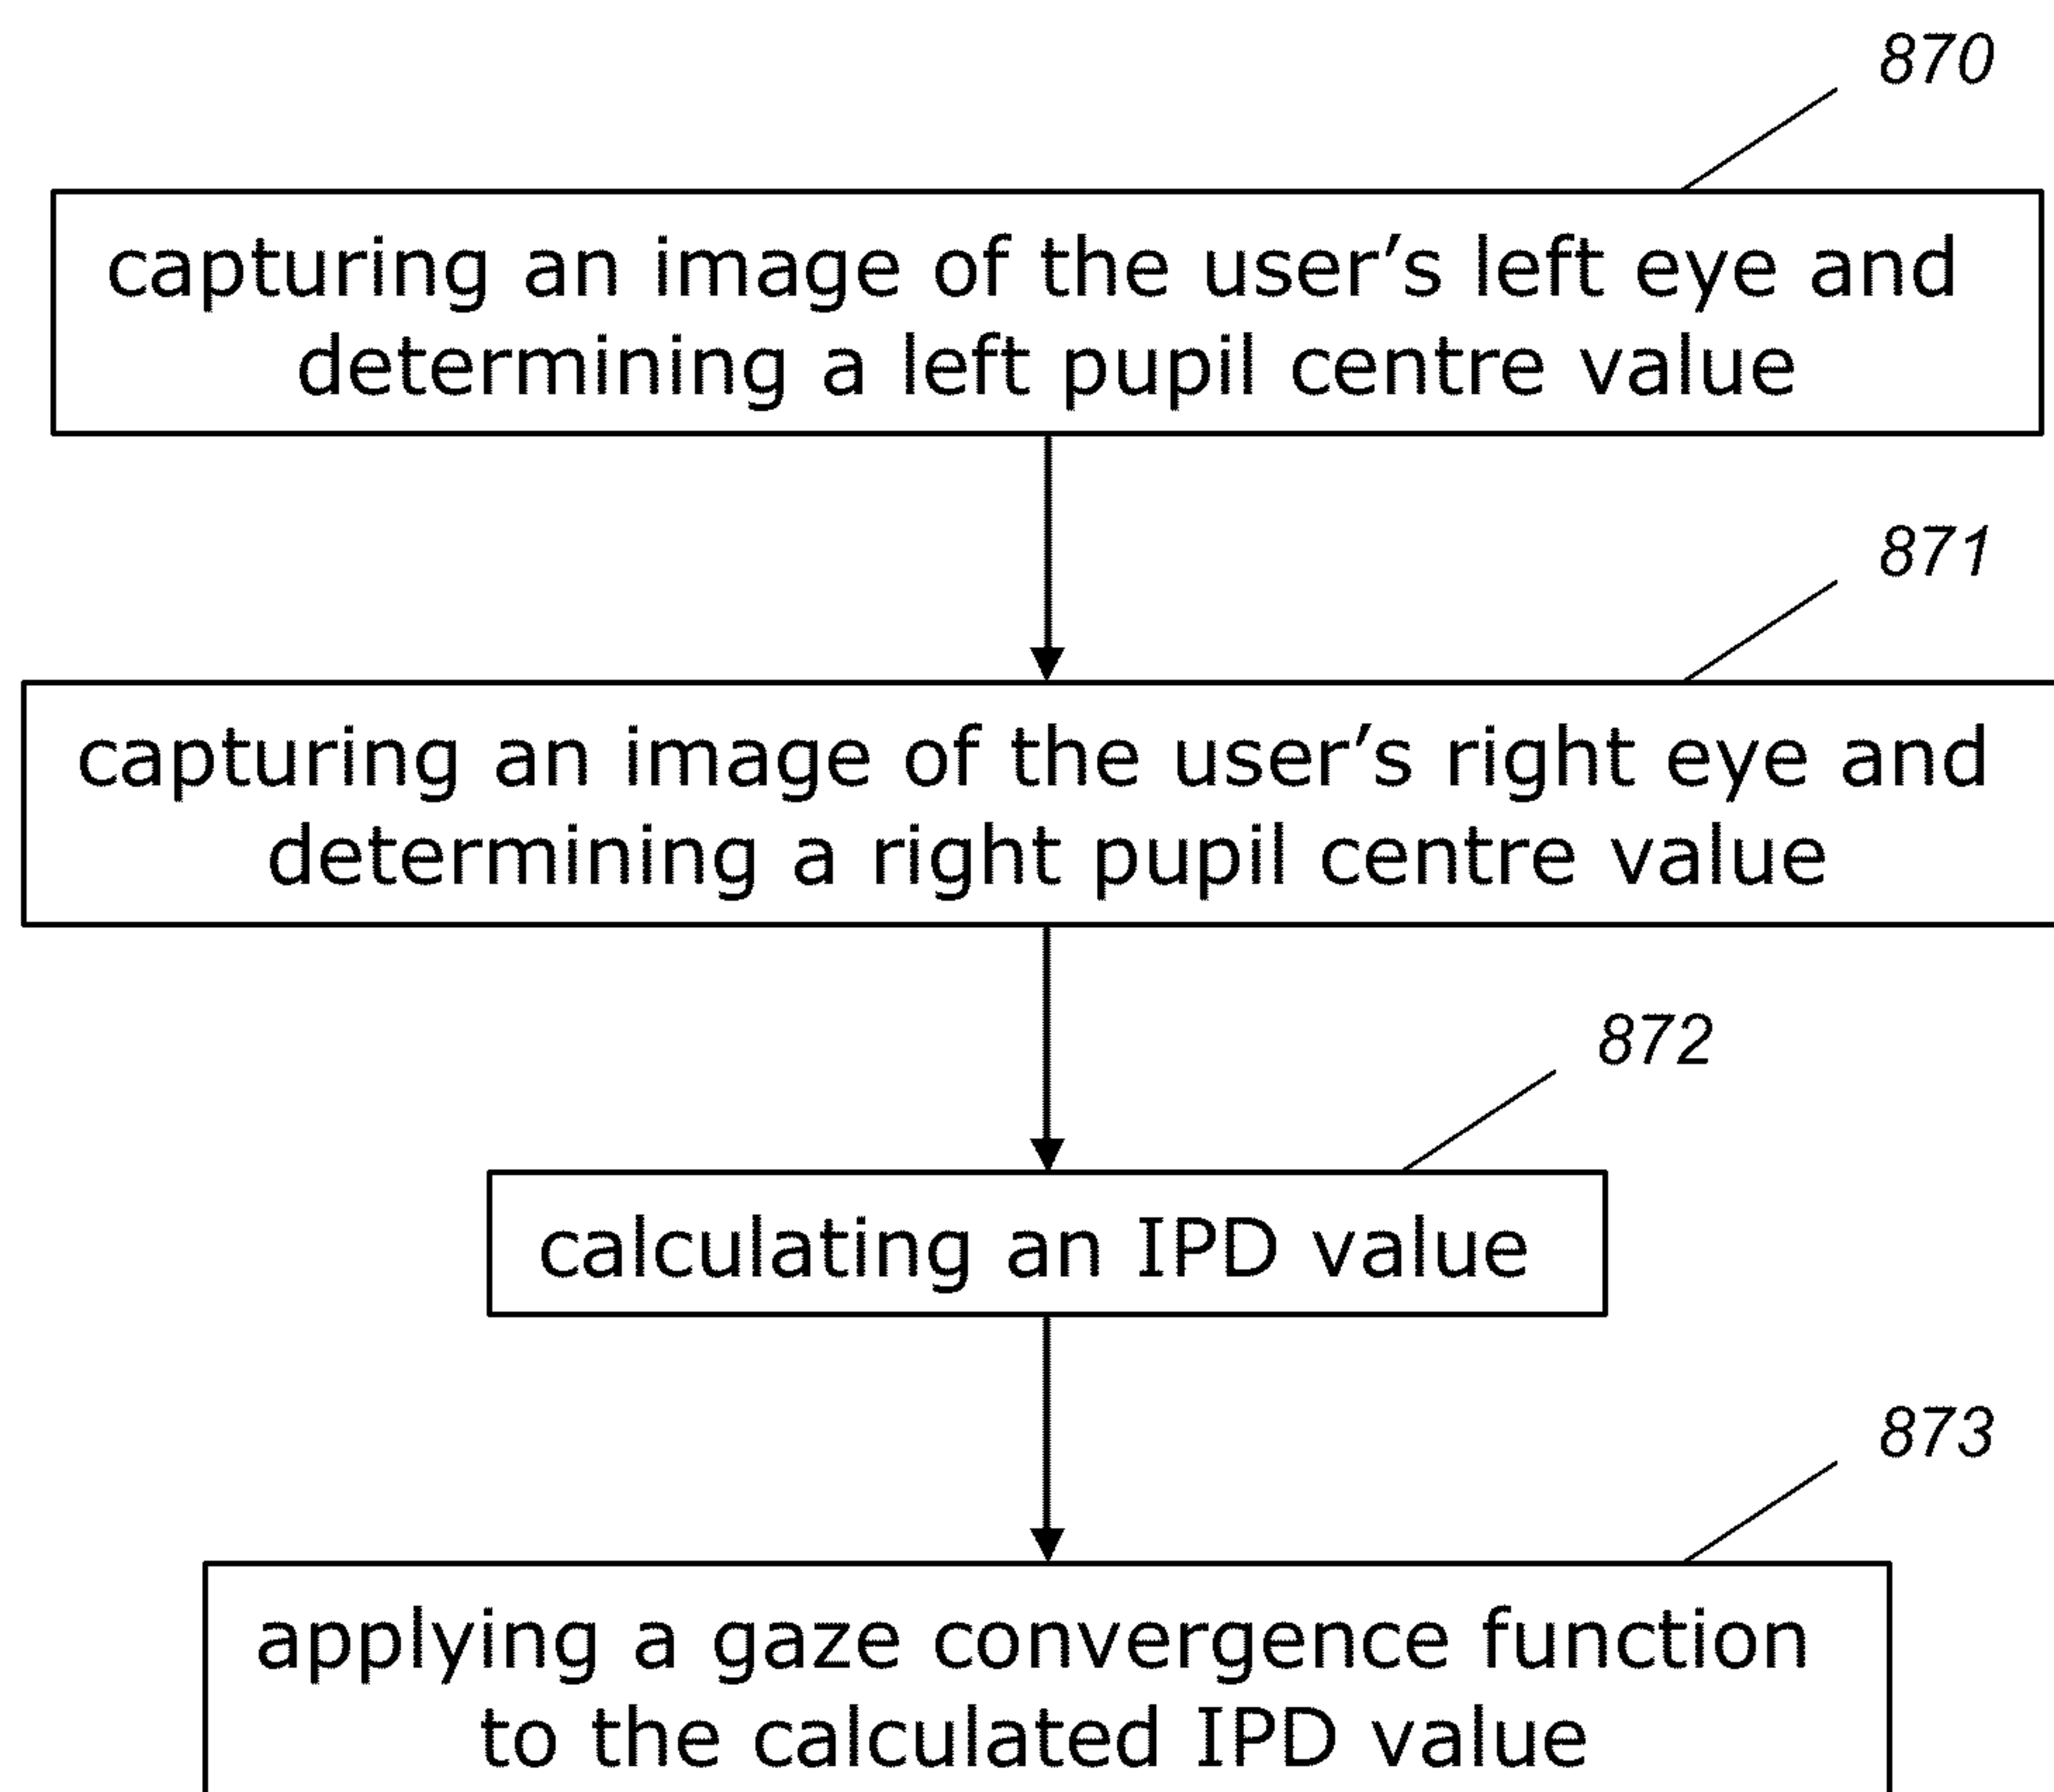 870
capturing an image of the user's left eye and
determining a left pupil centre value
871
capturing an image of the user's right eye and
determining a right pupil centre value
872
calculating an IPD value
873
applying a gaze convergence function
to the calculated IPD value